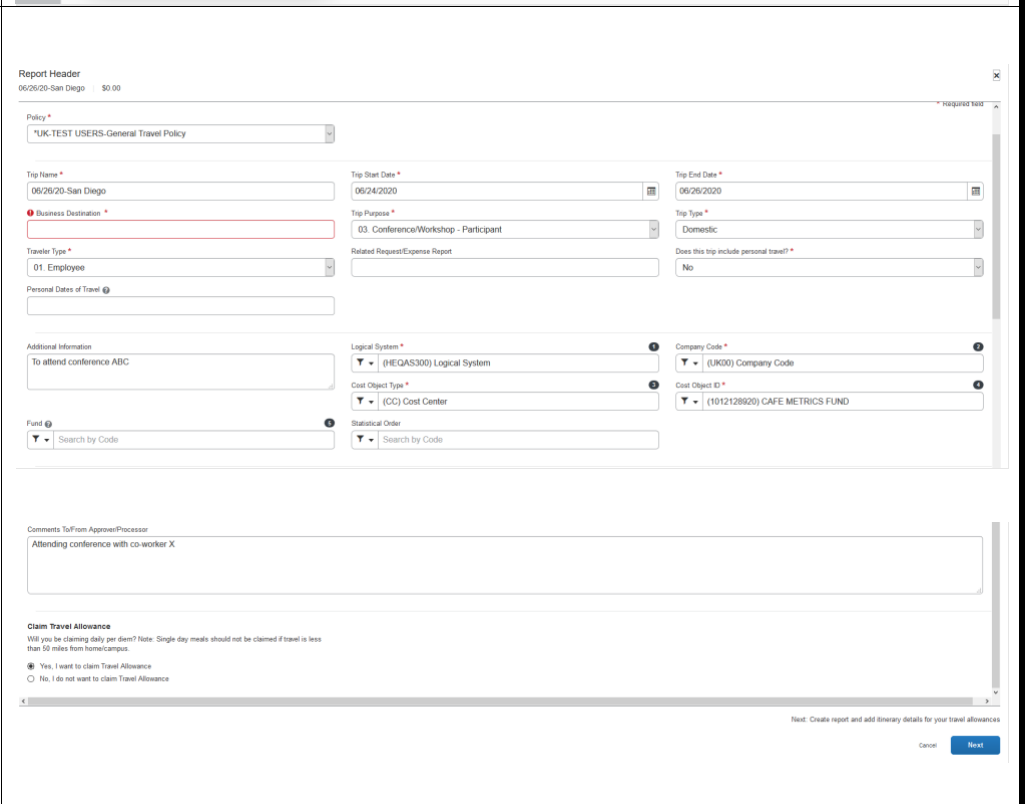 Report Header
06/26/20-San Diego $0.00
* Required field
Policy *
*UK-TEST USERS-General Travel Policy
Trip Name * Trip Start Date * Trip End Date *
06/26/20-San Diego 06/24/2020 06/26/2020
Business Destination * Trip Purpose * Trip Type *
03. Conference/Workshop - Participant Domestic
Traveler Type * Related Request/Expense Report Does this trip include personal travel? *
01. Employee No
Personal Dates of Travel
Additional Information Logical System * 1 Company Code * 2
To attend conference ABC (HEQAS300) Logical System (UK00) Company Code
Cost Object Type * 3 Cost Object ID * 4
(CC) Cost Center (1012128920) CAFE METRICS FUND
Fund 5 Statistical Order
Search by Code Search by Code
Comments To/From Approver/Processor
Attending conference with co-worker X
Claim Travel Allowance
Will you be claiming daily per diem? Note: Single day meals should not be claimed if travel is less
than 50 miles from home/campus.
Yes, I want to claim Travel Allowance
No, I do not want to claim Travel Allowance
Next: Create report and add itinerary details for your travel allowances
Cancel Next